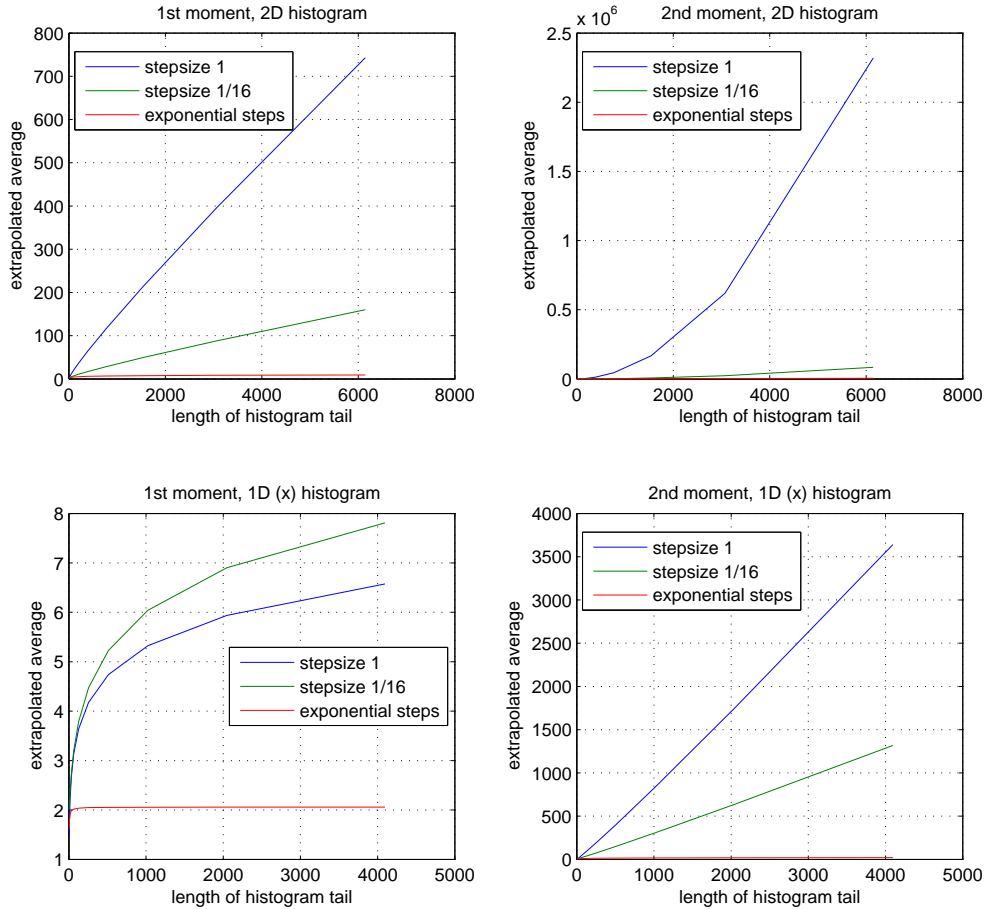 1st moment, 2D histogram
800
700
600
500
400
300
200
100
0
0 2000 4000 6000 8000
extrapolated average
length of histogram tail
stepsize 1
stepsize 1/16
exponential steps
2nd moment, 2D histogram
x 10^6
2.5
2
1.5
1
0.5
0
0 2000 4000 6000 8000
extrapolated average
length of histogram tail
stepsize 1
stepsize 1/16
exponential steps
1st moment, 1D (x) histogram
8
7
6
5
4
3
2
1
0 1000 2000 3000 4000 5000
extrapolated average
length of histogram tail
stepsize 1
stepsize 1/16
exponential steps
2nd moment, 1D (x) histogram
4000
3500
3000
2500
2000
1500
1000
500
0
0 1000 2000 3000 4000 5000
extrapolated average
length of histogram tail
stepsize 1
stepsize 1/16
exponential steps